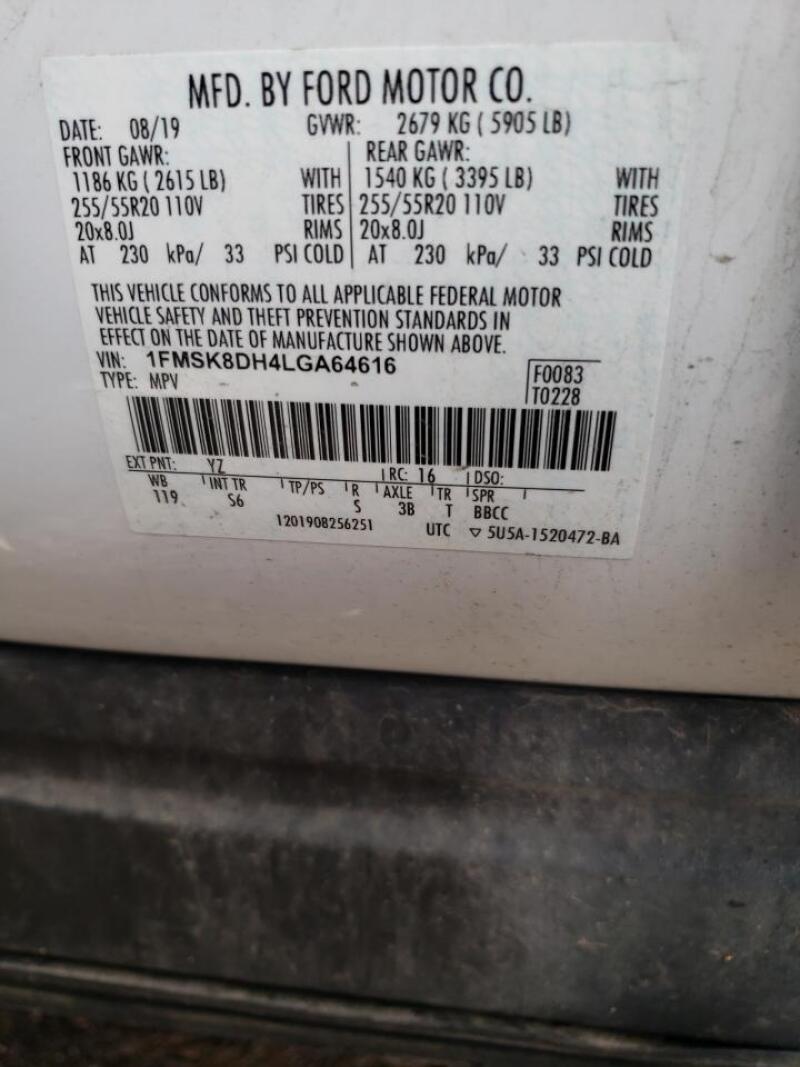 MFD. BY FORD MOTOR CO.
DATE: 08/19 GVWR: 2679 KG ( 5905 LB)
FRONT GAWR: REAR GAWR:
1186 KG ( 2615 LB) WITH 1540 KG ( 3395 LB) WITH
255/55R20 110V TIRES 255/55R20 110V TIRES
20x8.0J RIMS 20x8.0J RIMS
AT 230 kPa/ 33 PSI COLD AT 230 kPa/ 33 PSI COLD
THIS VEHICLE CONFORMS TO ALL APPLICABLE FEDERAL MOTOR
VEHICLE SAFETY AND THEFT PREVENTION STANDARDS IN
EFFECT ON THE DATE OF MANUFACTURE SHOWN ABOVE.
VIN: 1FMSK8DH4LGA64616
TYPE: MPV
F0083
T0228
EXT PNT: YZ RC: 16 DSO:
WB INT TR TP/PS R AXLE TR SPR
119 S6 S 3B T BBCC
1201908256251 UTC ▽ 5U5A-1520472-BA